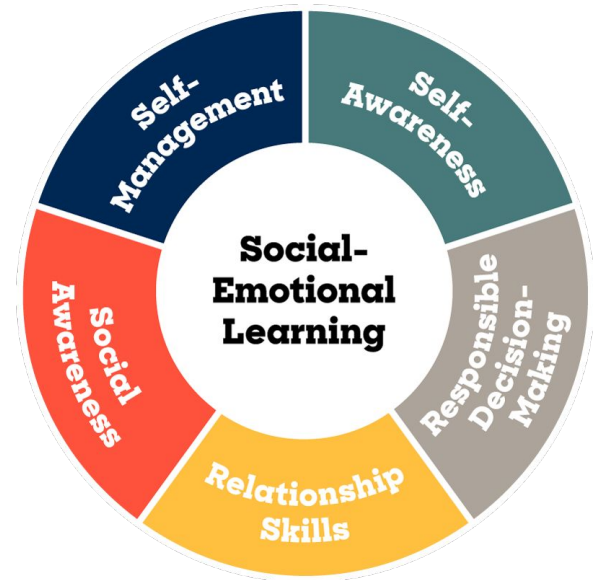 Social-
Emotional
Learning
Self-
Awareness
Responsible
Decision-
Making
Relationship
Skills
Social
Awareness
Self-
Management